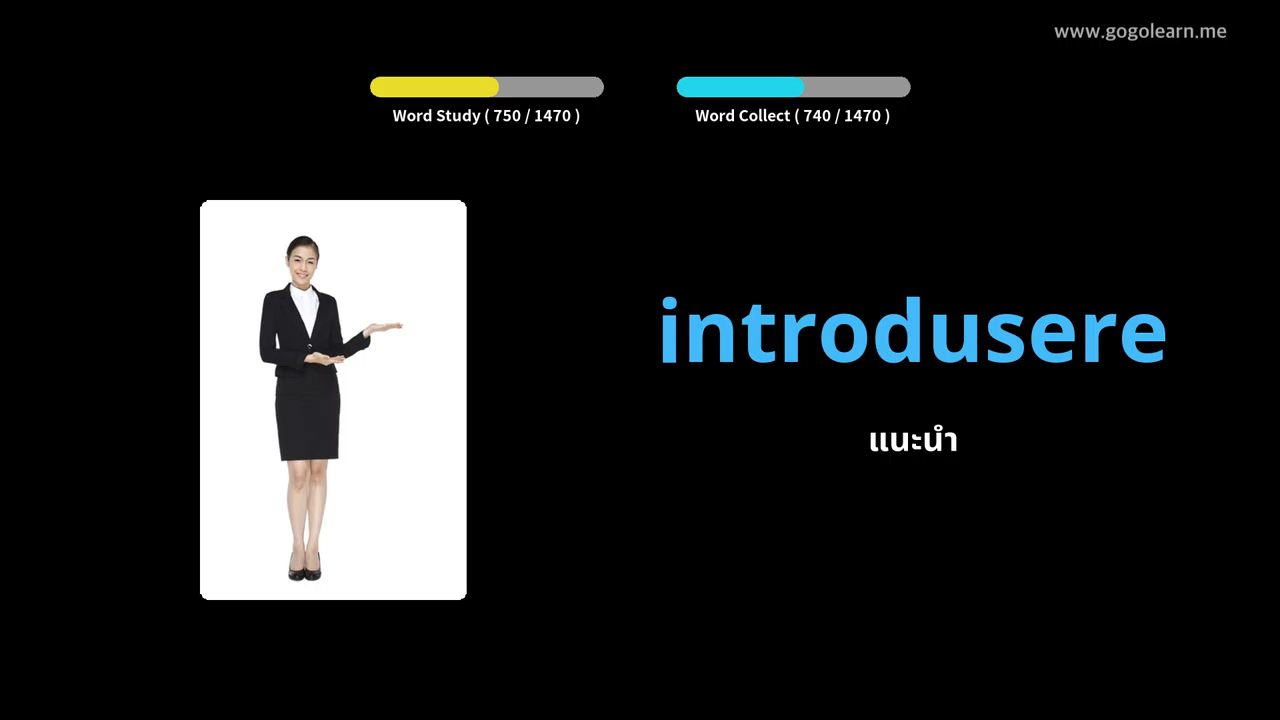 www.gogolearn.me
Word Study ( 750 / 1470 )
Word Collect ( 740 / 1470 )
introdusere
แนะนำ